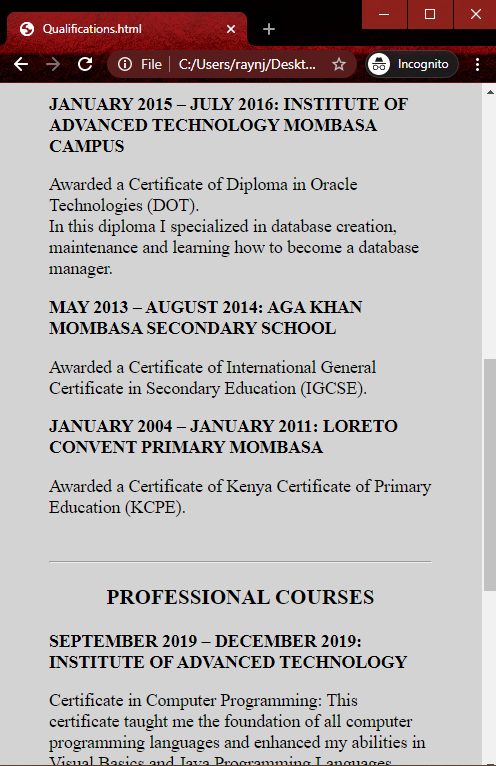 Qualifications.html
File
C:/Users/raynj/Deskt...
Incognito
JANUARY 2015 – JULY 2016: INSTITUTE OF
ADVANCED TECHNOLOGY MOMBASA
CAMPUS
Awarded a Certificate of Diploma in Oracle
Technologies (DOT).
In this diploma I specialized in database creation,
maintenance and learning how to become a database
manager.
MAY 2013 – AUGUST 2014: AGA KHAN
MOMBASA SECONDARY SCHOOL
Awarded a Certificate of International General
Certificate in Secondary Education (IGCSE).
JANUARY 2004 – JANUARY 2011: LORETO
CONVENT PRIMARY MOMBASA
Awarded a Certificate of Kenya Certificate of Primary
Education (KCPE).
PROFESSIONAL COURSES
SEPTEMBER 2019 – DECEMBER 2019:
INSTITUTE OF ADVANCED TECHNOLOGY
Certificate in Computer Programming: This
certificate taught me the foundation of all computer
programming languages and enhanced my abilities in
Visual Basics and Java Programming Languages